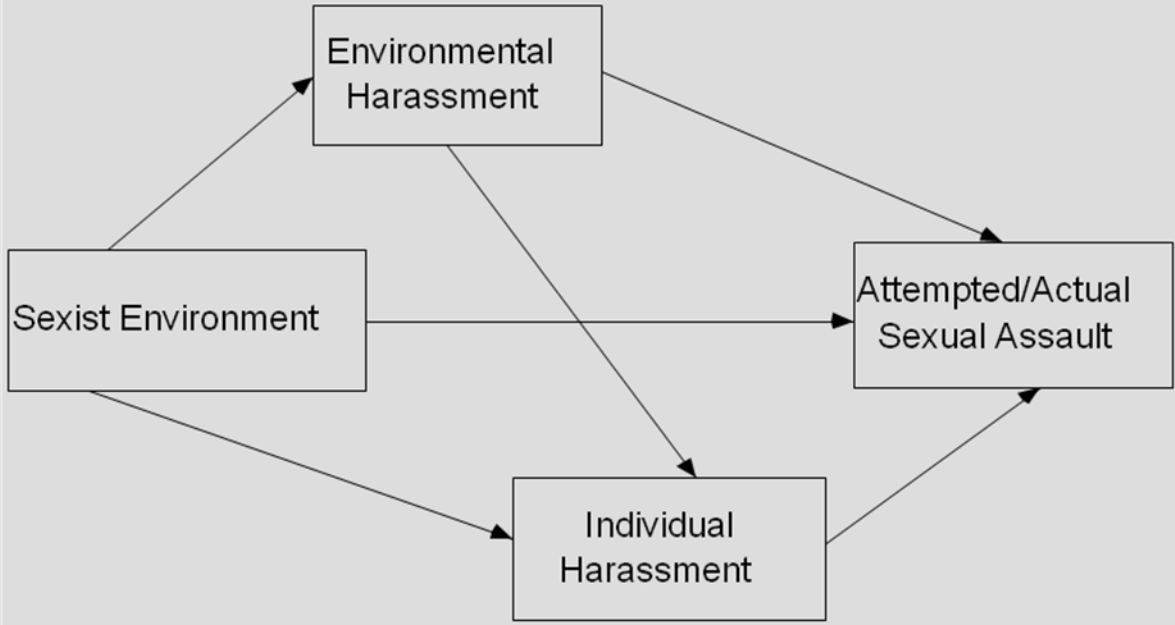 Environmental
Harassment
Sexist Environment
Attempted/Actual
Sexual Assault
Individual
Harassment